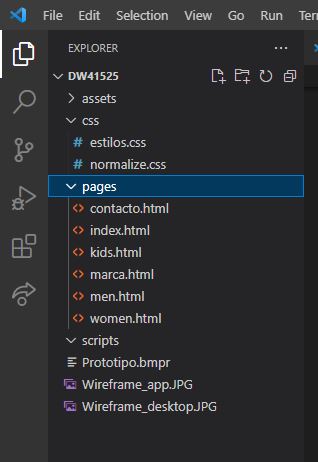 File Edit Selection View Go Run
EXPLORER
DW41525
assets
css
# estilos.css
# normalize.css
pages
<> contacto.html
<> index.html
<> kids.html
<> marca.html
<> men.html
<> women.html
scripts
Prototipo.bmpr
Wireframe_app.JPG
Wireframe_desktop.JPG